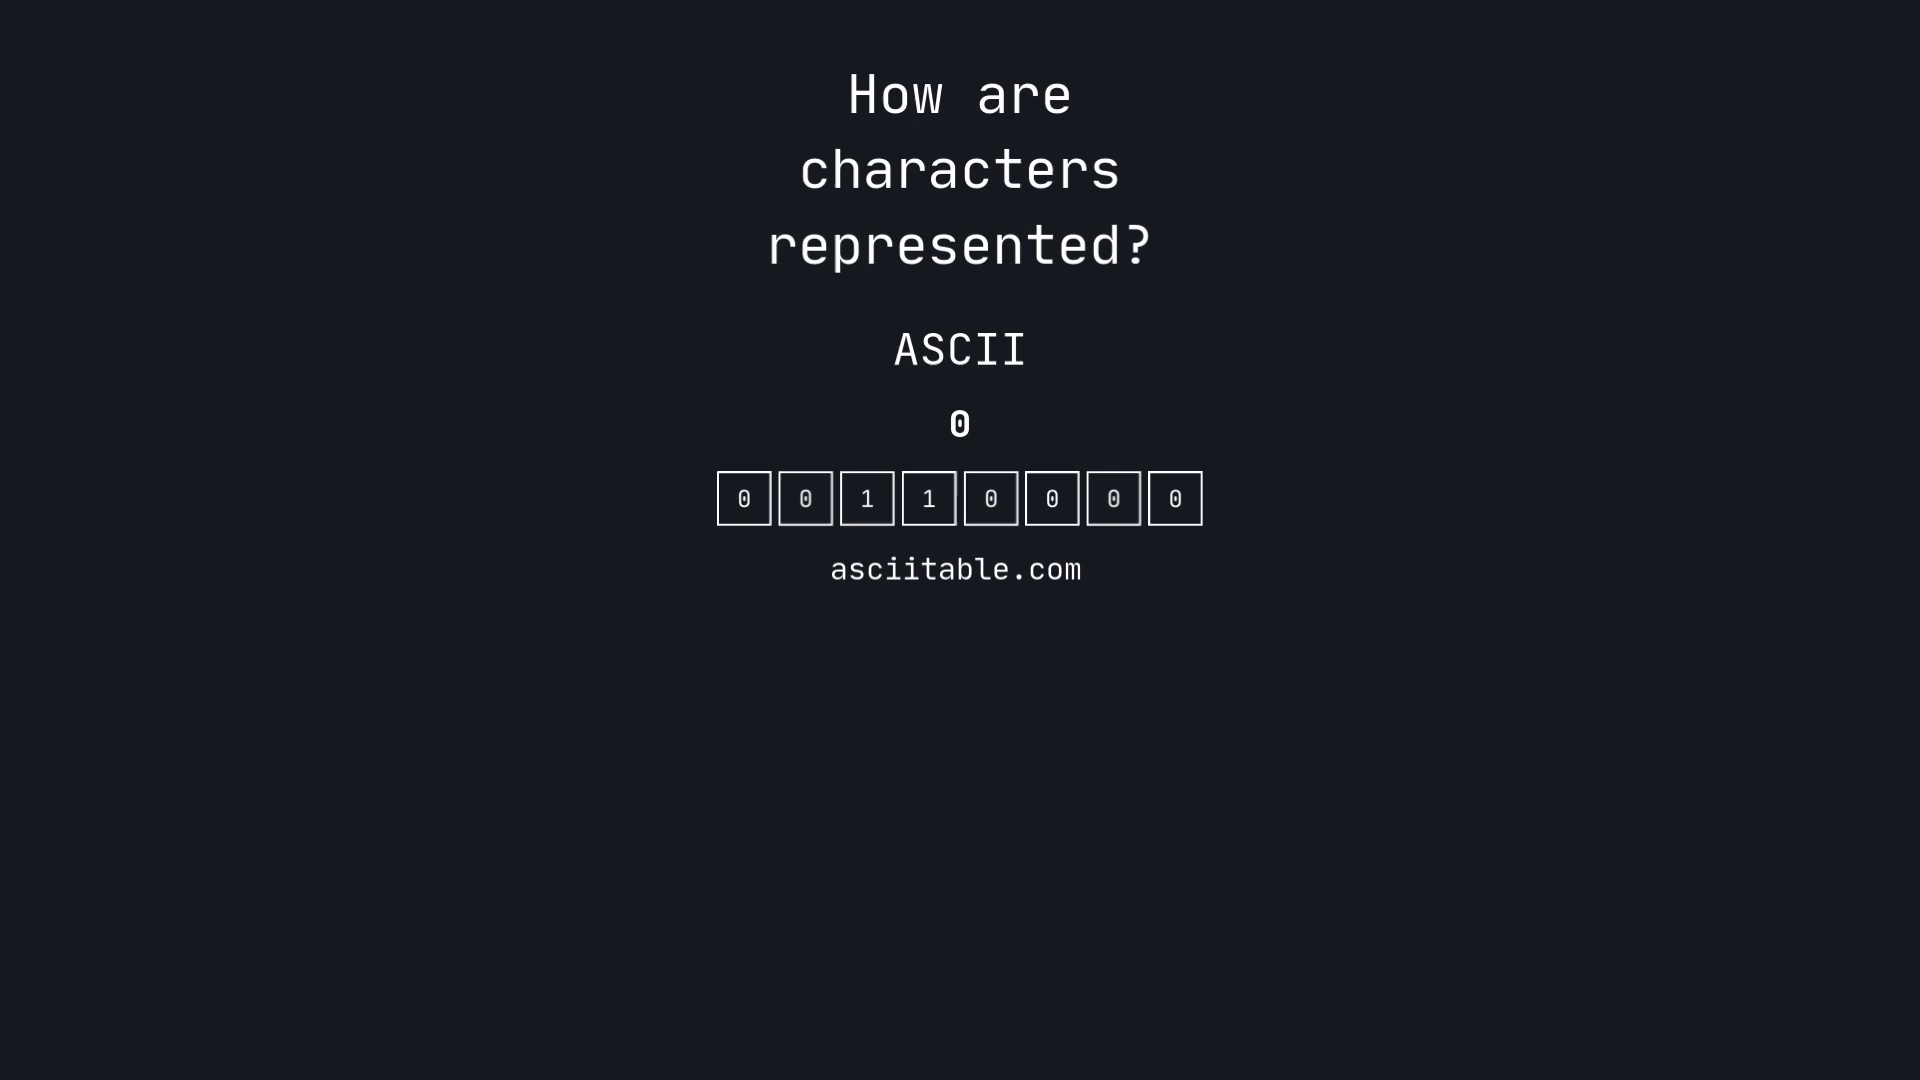 How are
characters
represented?
ASCII
0
0 0 1 1 0 0 0 0
asciitable.com